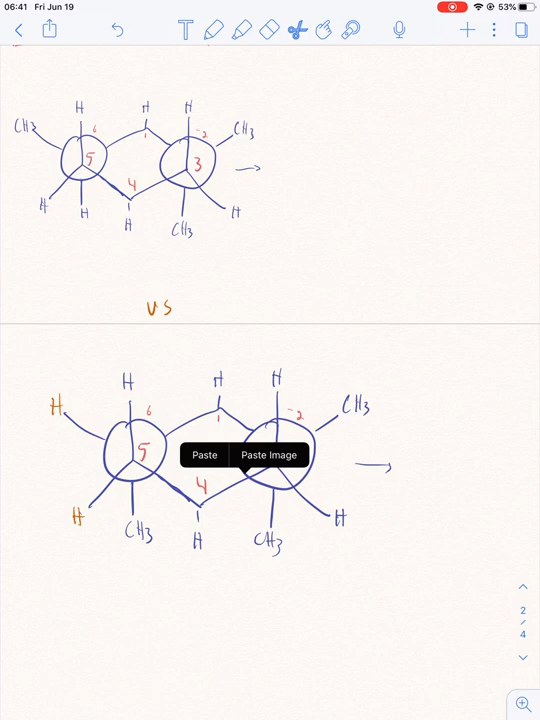 06:41 Fri Jun 19 53%
H H H
CH3 6 1 -2 CH3
5 3
4
H H H H
CH3
vs
H H H
H 6 1 -2 CH3
5
Paste Paste Image
4
H CH3 H CH3 H
2
/
4